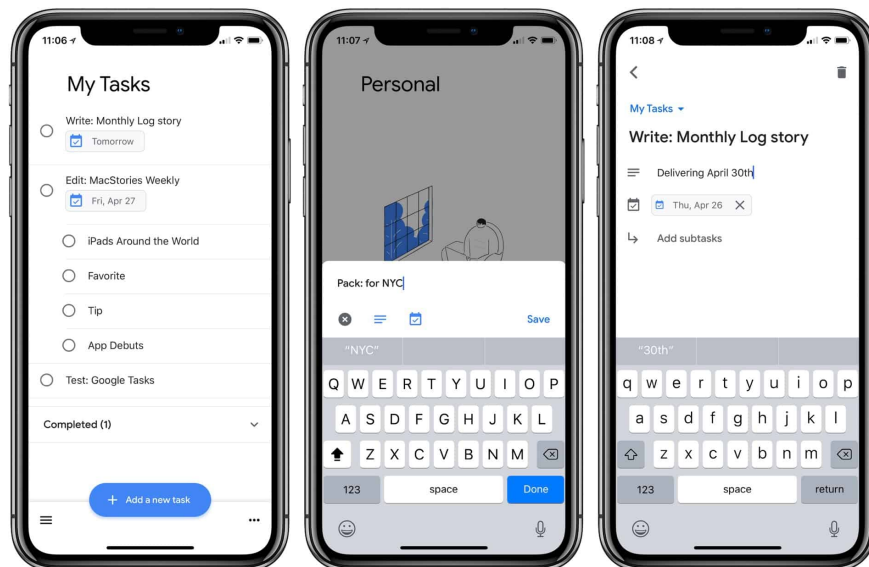 11:06
My Tasks
Write: Monthly Log story
Tomorrow
Edit: MacStories Weekly
Fri, Apr 27
iPads Around the World
Favorite
Tip
App Debuts
Test: Google Tasks
Completed (1)
+ Add a new task
11:07
Personal
Pack: for NYC
Save
"NYC"
Q W E R T Y U I O P
A S D F G H J K L
Z X C V B N M
123 space Done
11:08
My Tasks
Write: Monthly Log story
Delivering April 30th
Thu, Apr 26
Add subtasks
"30th"
q w e r t y u i o p
a s d f g h j k l
z x c v b n m
123 space return